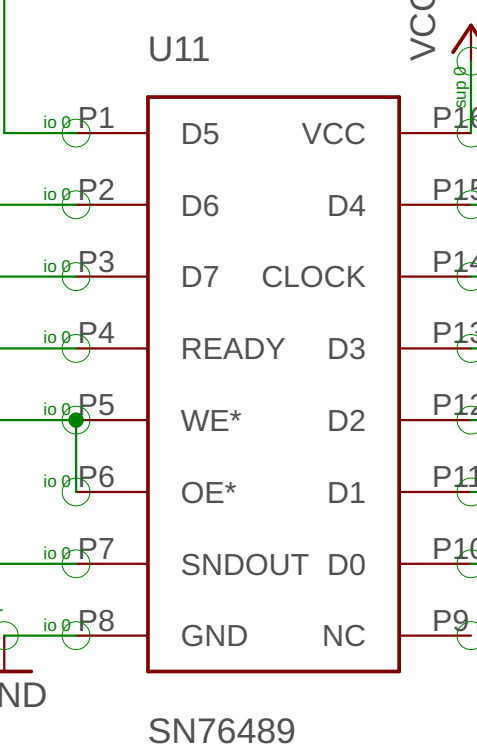 VCC
U11
sup 0
io 0 P1 D5 VCC P16
io 0 P2 D6 D4 P15
io 0 P3 D7 CLOCK P14
io 0 P4 READY D3 P13
io 0 P5 WE* D2 P12
io 0 P6 OE* D1 P11
io 0 P7 SNDOUT D0 P10
io 0 P8 GND NC P9
ND
SN76489